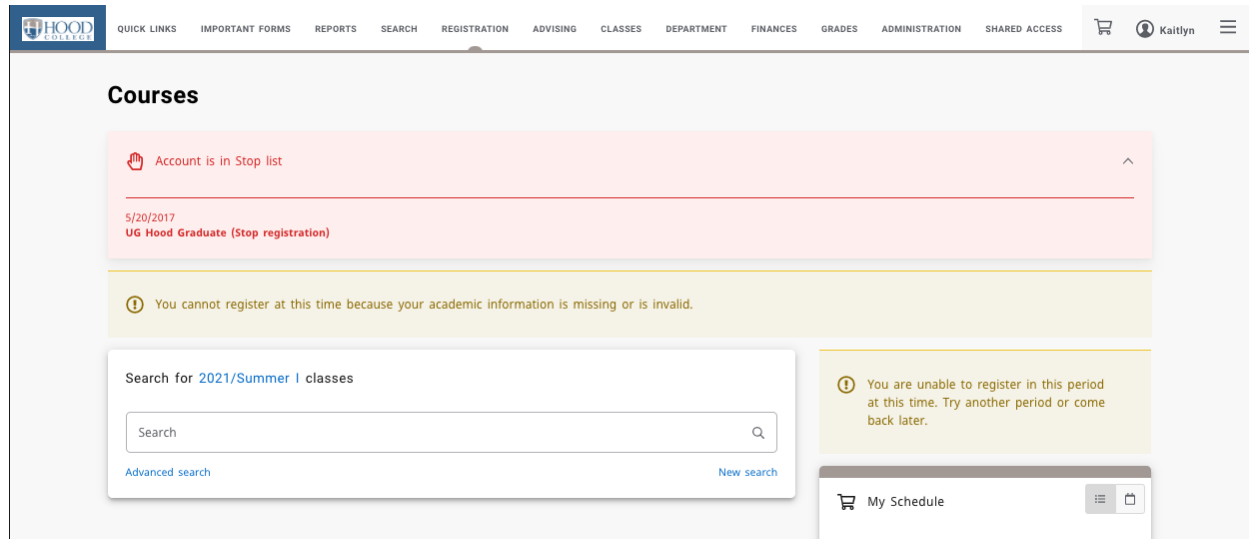 HOOD
COLLEGE
QUICK LINKS IMPORTANT FORMS REPORTS SEARCH REGISTRATION ADVISING CLASSES DEPARTMENT FINANCES GRADES ADMINISTRATION SHARED ACCESS Kaitlyn
Courses
Account is in Stop list
5/20/2017
UG Hood Graduate (Stop registration)
You cannot register at this time because your academic information is missing or is invalid.
Search for 2021/Summer I classes
Search
Advanced search New search
You are unable to register in this period
at this time. Try another period or come
back later.
My Schedule